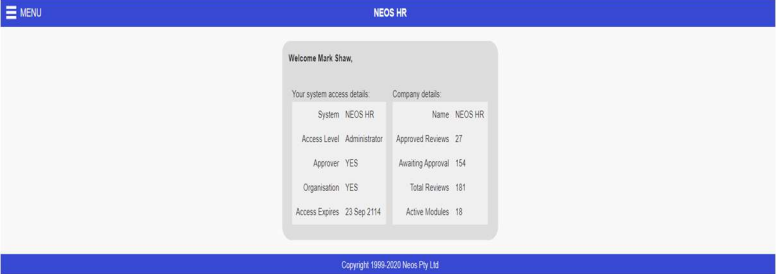 MENU
NEOS HR
Welcome Mark Shaw,
Your system access details:
System NEOS HR
Access Level Administrator
Approver YES
Organisation YES
Access Expires 23 Sep 2114
Company details:
Name NEOS HR
Approved Reviews 27
Awaiting Approval 154
Total Reviews 181
Active Modules 18
Copyright 1999-2020 Neos Pty Ltd